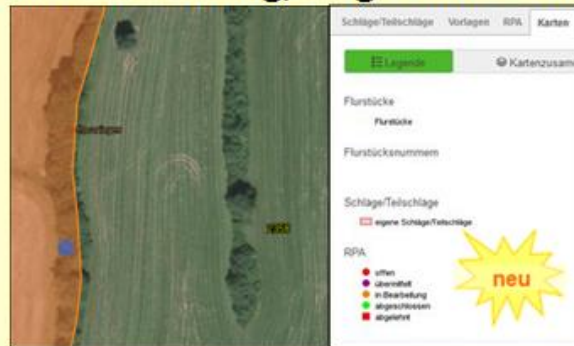 Schläge/Teilschläge Vorlagen RPA Karten
Legende
Kartenzusam
Flurstücke
Flurstücke
Flurstücksnummern
Schläge/Teilschläge
eigene Schläge/Teilschläge
RPA
offen
übermittelt
in Bearbeitung
abgeschlossen
abgelehnt
neu